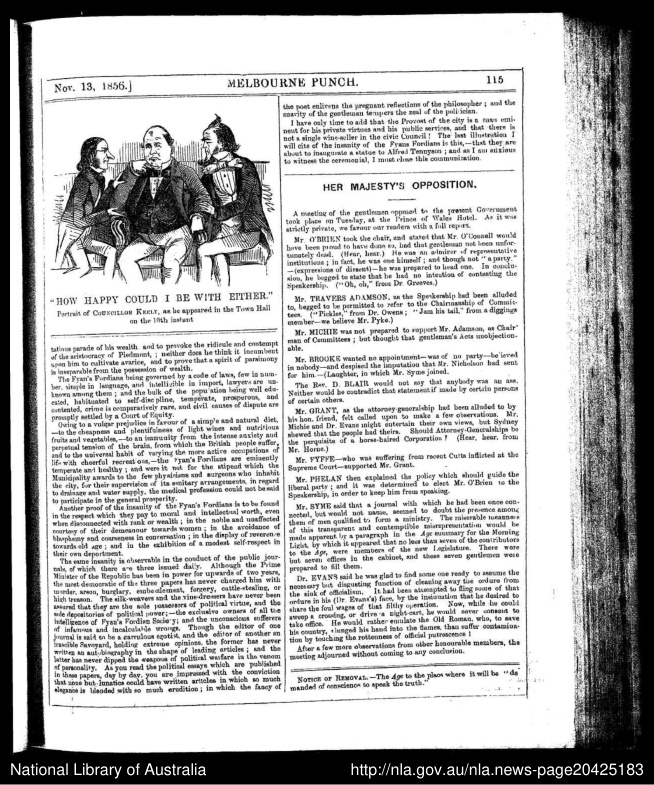 Nov. 13, 1856.]
MELBOURNE PUNCH.
115
"HOW HAPPY COULD I BE WITH EITHER."
Portrait of COUNCILLOR KEELY, as he appeared in the Town Hall
on the 10th instant
tatious parade of his wealth and to provoke the ridicule and contempt
of the aristocracy of Piedmont, ; neither does he think it incumbent
upon him to cultivate avarice, and to prove that a spirit of parsimony
is inseparable from the possession of wealth.
The Fyan's Fordians being governed by a code of laws, few in num-
ber, simple in language, and intelligible in import, lawyers are un-
known among them ; and the bulk of the population being well edu-
cated, habituated to self-discipline, temperate, prosperous, and
contented, crime is comparatively rare, and civil causes of dispute are
promptly settled by a Court of Equity.
Owing to a vulgar prejudice in favour of a simple and natural diet,
—to the cheapness and plentifulness of light wines and nutritious
fruits and vegetables,—to an immunity from the intense anxiety and
perpetual tension of the brain, from which the British people suffer,
and to the universal habit of varying the more active occupations of
life with cheerful recreations,—the Fyan's Fordians are eminently
temperate and healthy ; and were it not for the stipend which the
Municipality awards to the few physicians and surgeons who inhabit
the city, for their supervision of its sanitary arrangements, in regard
to drainage and water supply, the medical profession could not be said
to participate in the general prosperity.
Another proof of the insanity of the Fyan's Fordians is to be found
in the respect which they pay to moral and intellectual worth, even
when disconnected with rank or wealth ; in the noble and unaffected
courtesy of their demeanour towards women ; in the avoidance of
blasphemy and coarseness in conversation ; in the display of reverence
towards old age ; and in the exhibition of a modest self-respect in
their own deportment.
The same insanity is observable in the conduct of the public jour-
nals, of which there are three issued daily. Although the Prime
Minister of the Republic has been in power for upwards of two years,
the most democratic of the three papers has never charged him with
murder, arson, burglary, embezzlement, forgery, cattle-stealing, or
high treason. The silk-weavers and the vine-dressers have never been
assured that they are the sole possessors of political virtue, and the
sole depositories of political power;—the exclusive owners of all the
intelligence of Fyan's Fordian Society; and the unconscious sufferers
of infamous and incalculable wrongs. Though the editor of one
journal is said to be a garrulous egotist, and the editor of another an
irascible Savoyard, holding extreme opinions, the former has never
written an autobiography in the shape of leading articles ; and the
latter has never dipped the weapons of political warfare in the venom
of personality. As you read the political essays which are published
in these papers, day by day, you are impressed with the conviction
that none but lunatics could have written articles in which so much
elegance is blended with so much erudition ; in which the fancy of
the poet enlivens the pregnant reflections of the philosopher ; and the
suavity of the gentleman tempers the zeal of the politician.
I have only time to add that the Provost of the city is a man emi-
nent for his private virtues and his public services, and that there is
not a single wine-seller in the civic Council ! The last illustration I
will cite of the insanity of the Fyans Fordians is this,—that they are
about to inaugurate a statue to Alfred Tennyson ; and as I am anxious
to witness the ceremonial, I must close this communication.
HER MAJESTY'S OPPOSITION.
A meeting of the gentlemen opposed to the present Government
took place on Tuesday, at the Prince of Wales Hotel. As it was
strictly private, we favour our readers with a full report.
Mr. O'BRIEN took the chair, and stated that Mr. O'Connell would
have been proud to have done so, had that gentleman not been unfor-
tunately dead. (Hear, hear.) He was an admirer of representative
institutions ; in fact, he was one himself ; and though not "a party"
—(expressions of dissent)—he was prepared to head one. In conclu-
sion, he begged to state that he had no intention of contesting the
Speakership. ("Oh, oh," from Dr. Greeves.)
Mr. TRAVERS ADAMSON, as the Speakership had been alluded
to, begged to be permitted to refer to the Chairmanship of Commit-
tees. ("Pickles," from Dr. Owens ; "Jam his tail," from a diggings
member—we believe Mr. Pyke.)
Mr. MICHIE was not prepared to support Mr. Adamson, as Chair'
man of Committees ; but thought that gentleman's Acts unobjection-
able.
Mr. BROOKE wanted no appointment—was of no party—believed
in nobody—and despised the imputation that Mr. Nicholson had sent
for him—(Laughter, in which Mr. Syme joined.
The Rev. D. BLAIR would not say that anybody was an ass.
Neither would he contradict that statement if made by certain persons
of certain others.
Mr. GRANT, as the attorney-generalship had been alluded to by
his hon. friend, felt called upon to make a few observations. Mr.
Michie and Dr. Evans might entertain their own views, but Sydney
shewed that the people had theirs. Should Attorney-Generalships be
the perquisite of a horse-haired Corporation ? (Hear, hear. from
Mr. Horne.)
Mr. FYFFE—who was suffering from recent Cutts inflicted at the
Supreme Court—supported Mr. Grant.
Mr. PHELAN then explained the policy which should guide the
liberal party ; and it was determined to elect Mr. O'Brien to the
Speakership, in order to keep him from speaking.
Mr. SYME said that a journal with which he had been once con-
nected, but would not name, seemed to doubt the presence among
them of men qualified to form a ministry. The miserable meanness
of this transparent and contemptible misrepresentation would be
made apparent by a paragraph in the Age summary for the Morning
Light, by which it appeared that no less than seven of the contributors
to the Age, were members of the new Legislature. There were
but seven offices in the cabinet, and these seven gentlemen were
prepared to fill them.
Dr. EVANS said he was glad to find some one ready to assume the
necessary but disgusting function of cleaning away the ordure from
the sink of officialism. It had been attempted to fling some of that
ordure in his (Dr. Evans's) face, by the insinuation that he desired to
share the foul wages of that filthy operation. Now, while he could
sweep a crossing, or drive a night-cart, he would never consent to
take office. He would rather emulate the Old Roman, who, to save
his country, plunged his hand into the flames, than suffer contamina-
tion by touching the rottenness of official putrescence !
After a few more observations from other honourable members, the
meeting adjourned without coming to any conclusion.
NOTICE OF REMOVAL.—The Age to the place where it will be "de
manded of conscience to speak the truth."
National Library of Australia
http://nla.gov.au/nla.news-page20425183